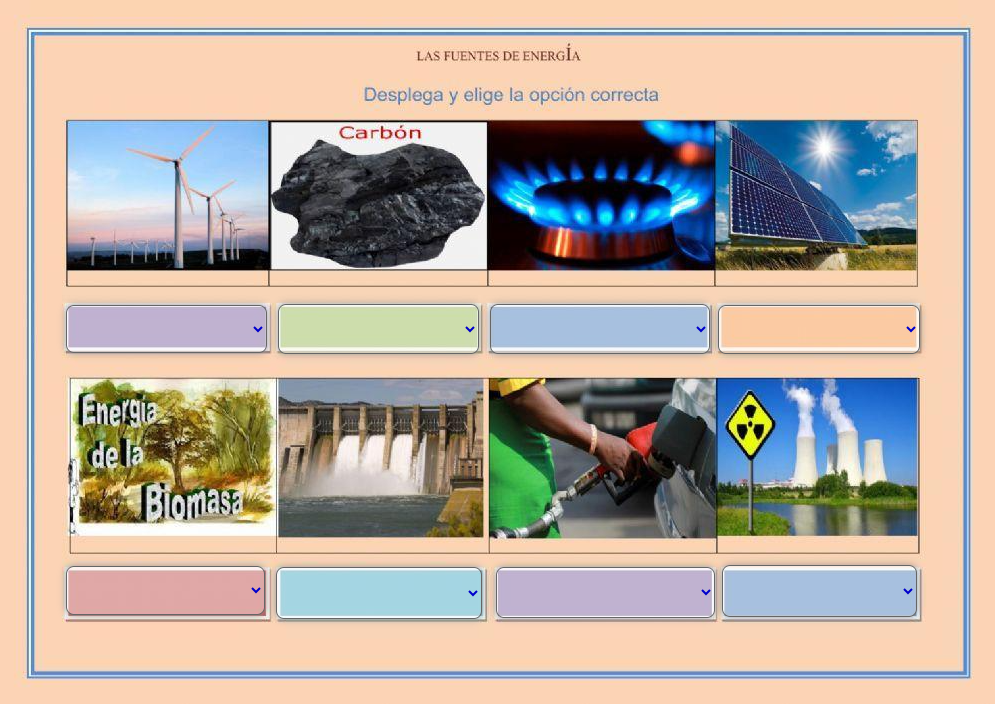 LAS FUENTES DE ENERGÍA
Desplega y elige la opción correcta
Carbón
Energía
de la
Biomasa